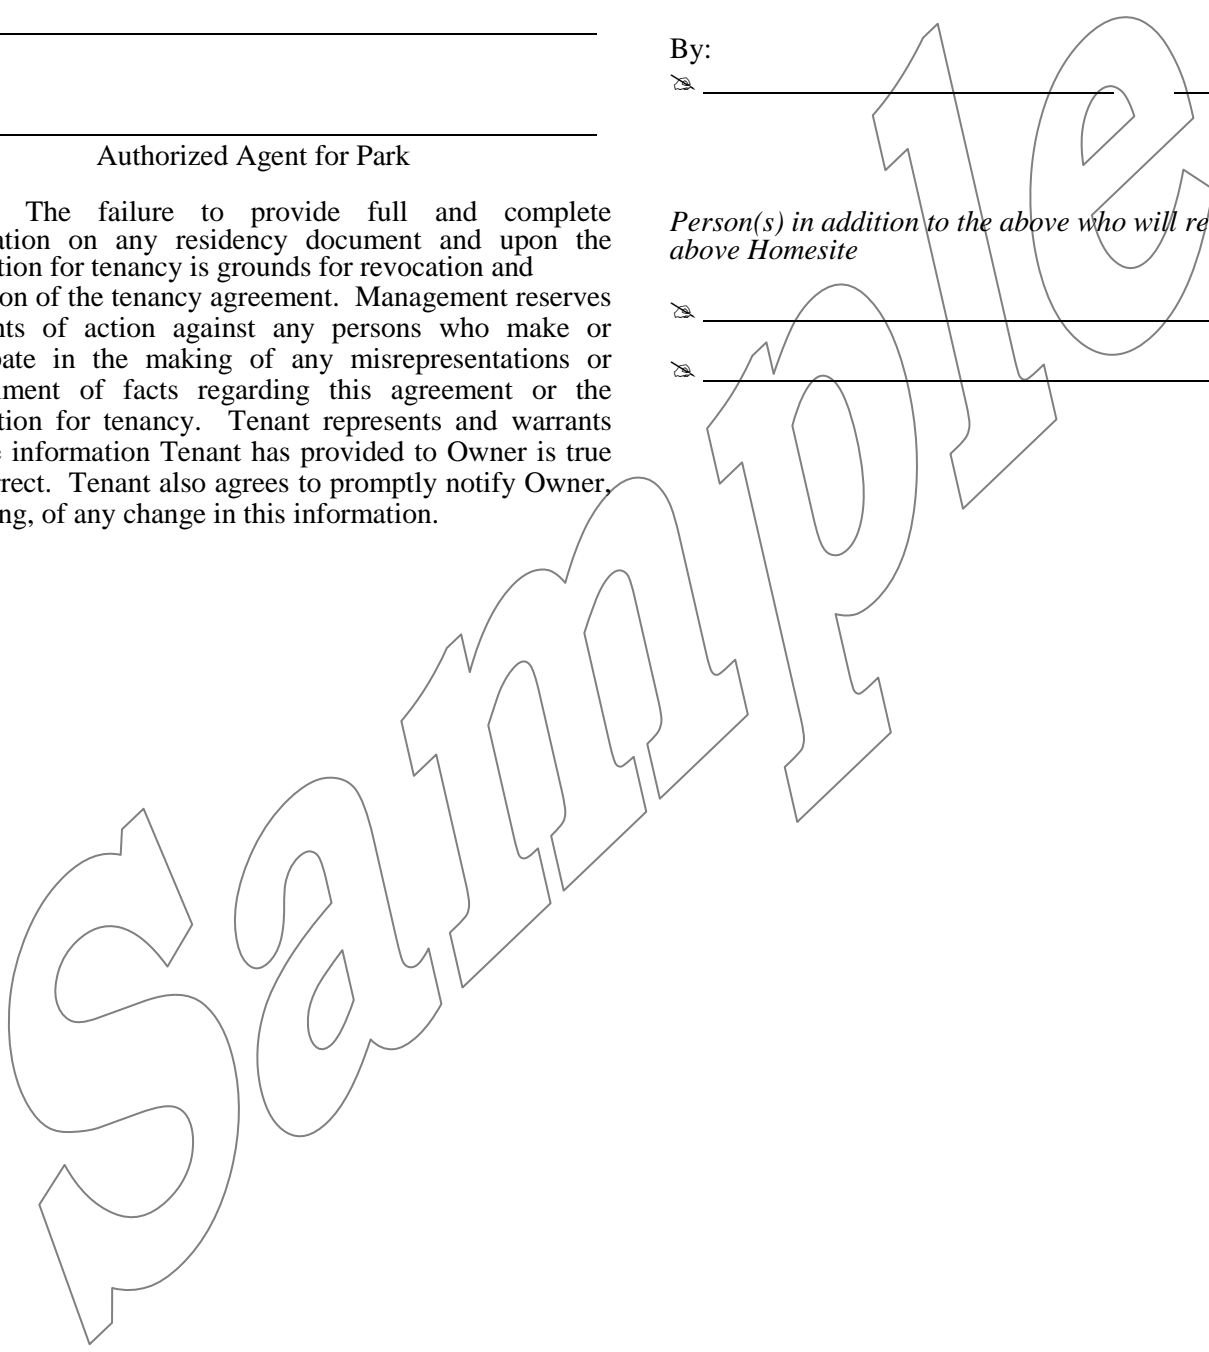 Authorized Agent for Park
The failure to provide full and complete
ation on any residency document and upon the
tion for tenancy is grounds for revocation and
on of the tenancy agreement. Management reserves
nts of action against any persons who make or
pate in the making of any misrepresentations or
lment of facts regarding this agreement or the
tion for tenancy. Tenant represents and warrants
e information Tenant has provided to Owner is true
rrect. Tenant also agrees to promptly notify Owner,
ng, of any change in this information.
By:
Person(s) in addition to the above who will re
above Homesite
Sample